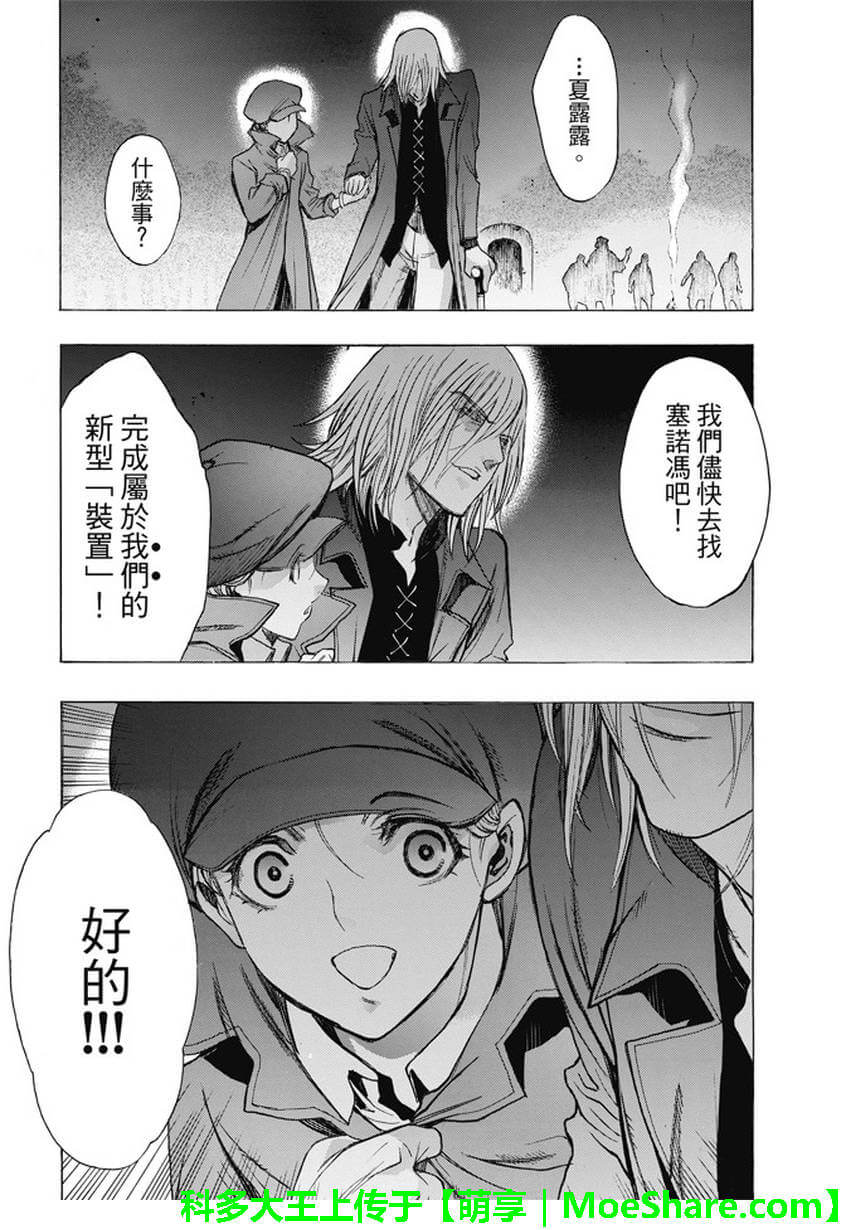 …夏露露。
什麼事?
我們儘快去找
塞諾馮吧!
完成屬於我們的
新型「裝置」!
好的!!!
科多大王上传于【萌享｜MoeShare.com】